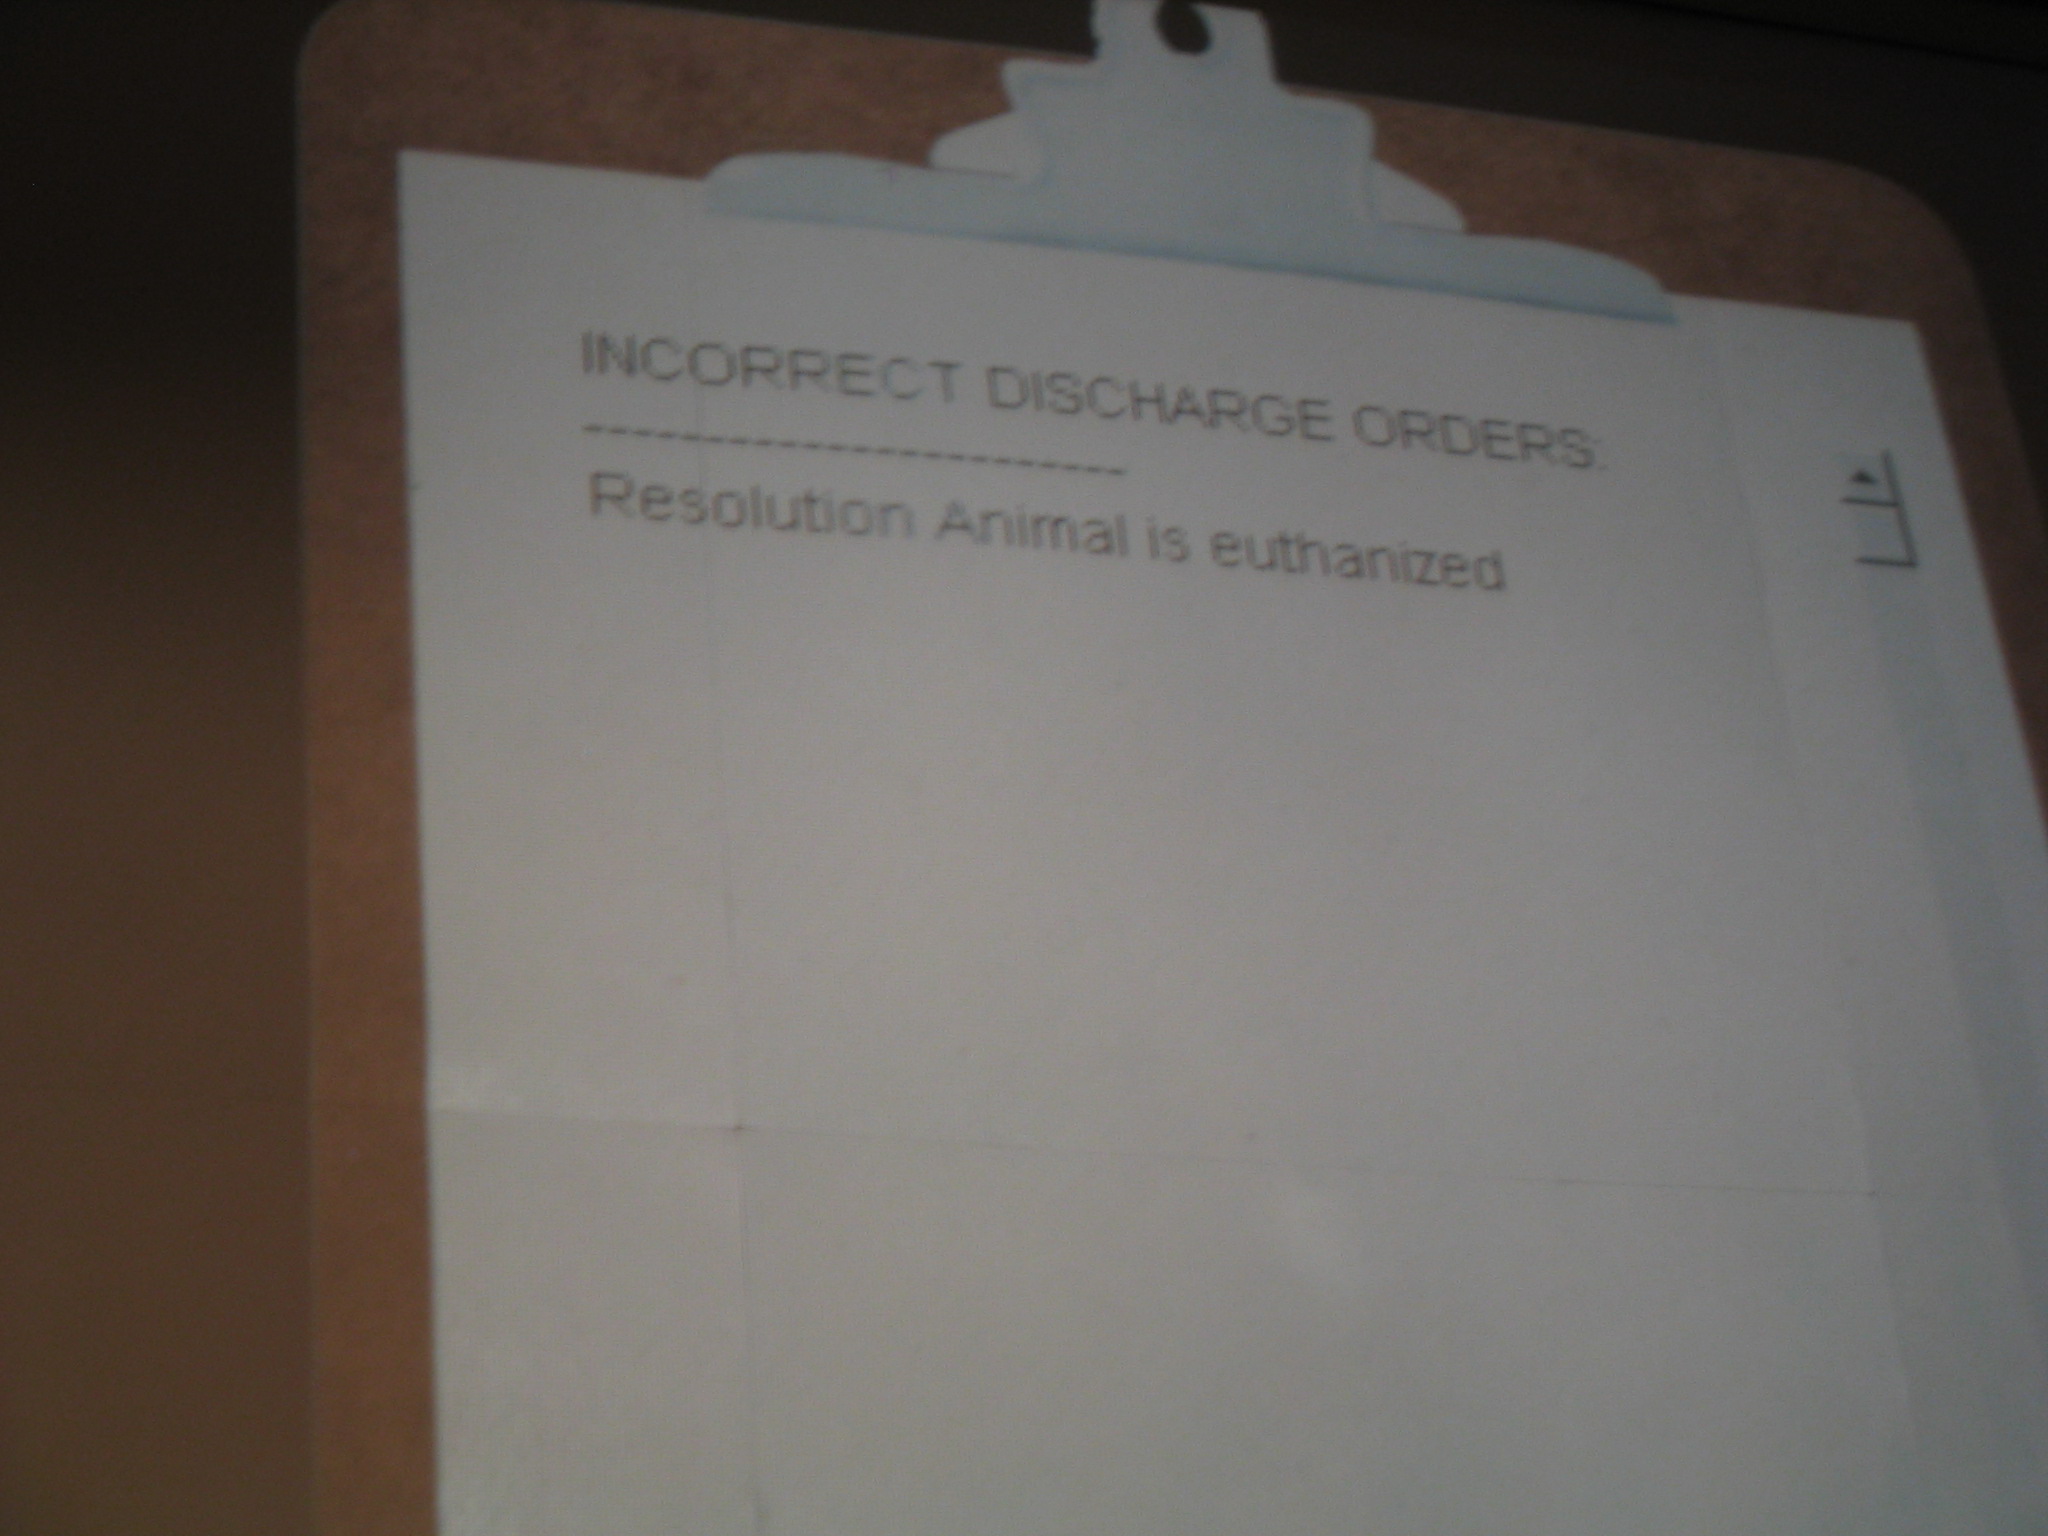 INCORRECT DISCHARGE ORDERS:
-----------------------
Resolution Animal is euthanized